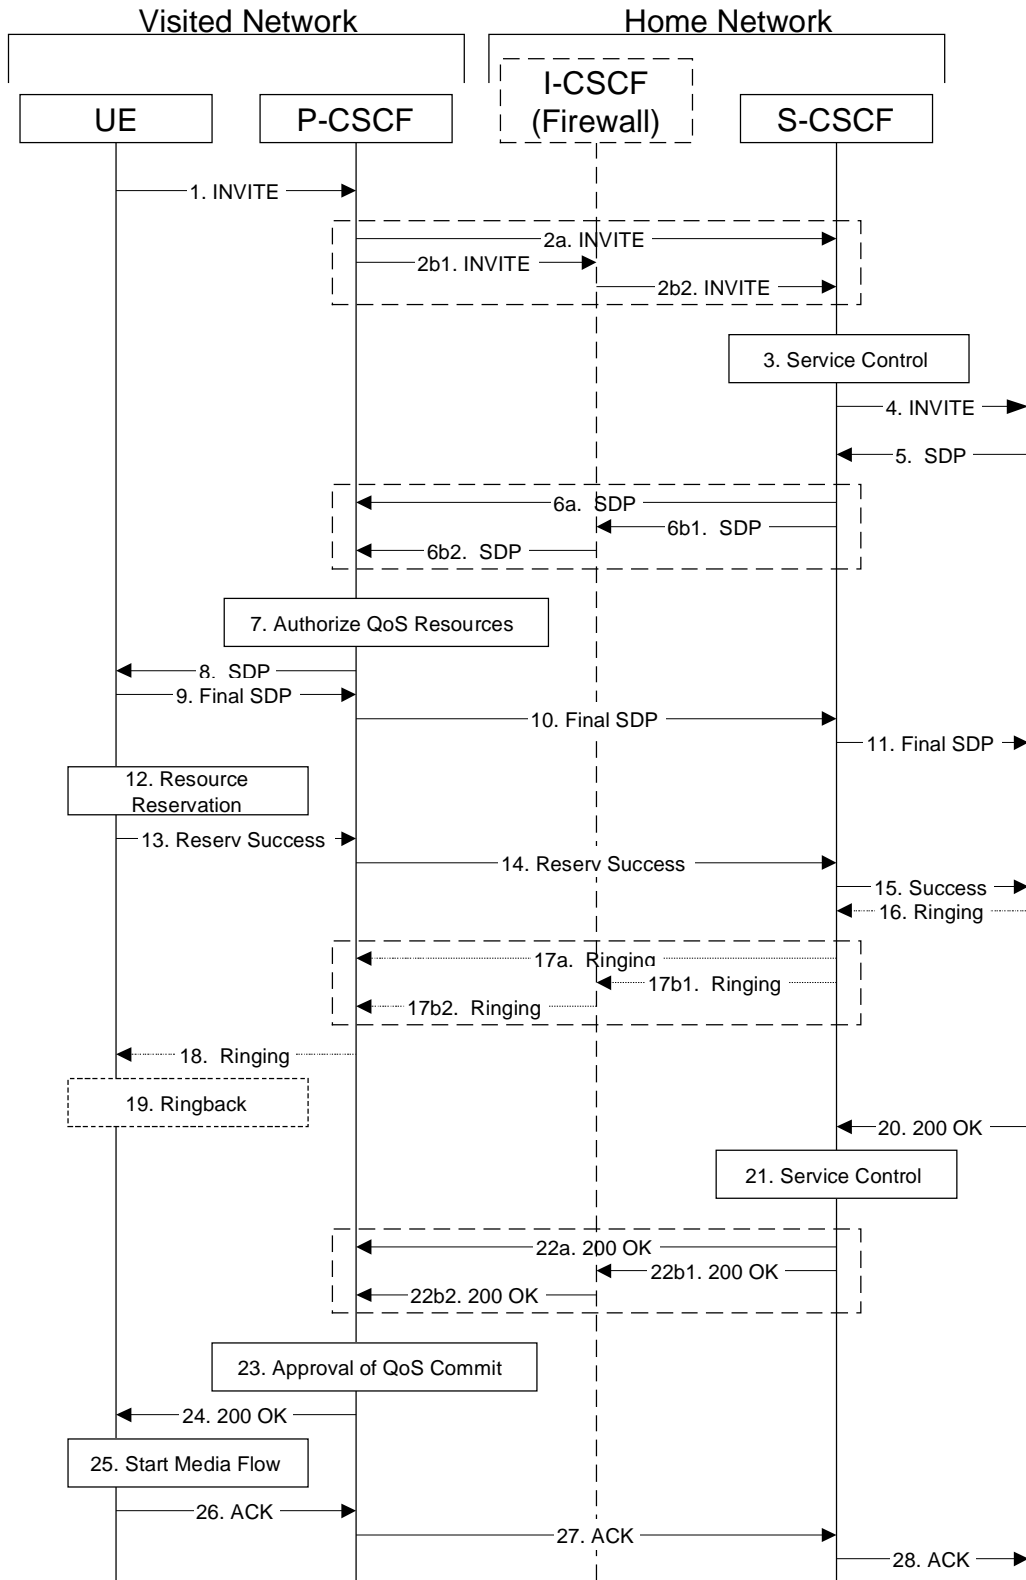 Visited Network
Home Network
UE
P-CSCF
I-CSCF
(Firewall)
S-CSCF
1. INVITE
2a. INVITE
2b1. INVITE
2b2. INVITE
3. Service Control
4. INVITE
5. SDP
6a. SDP
6b1. SDP
6b2. SDP
7. Authorize QoS Resources
8. SDP
9. Final SDP
10. Final SDP
11. Final SDP
12. Resource
Reservation
13. Reserv Success
14. Reserv Success
15. Success
16. Ringing
17a. Ringing
17b1. Ringing
17b2. Ringing
18. Ringing
19. Ringback
20. 200 OK
21. Service Control
22a. 200 OK
22b1. 200 OK
22b2. 200 OK
23. Approval of QoS Commit
24. 200 OK
25. Start Media Flow
26. ACK
27. ACK
28. ACK